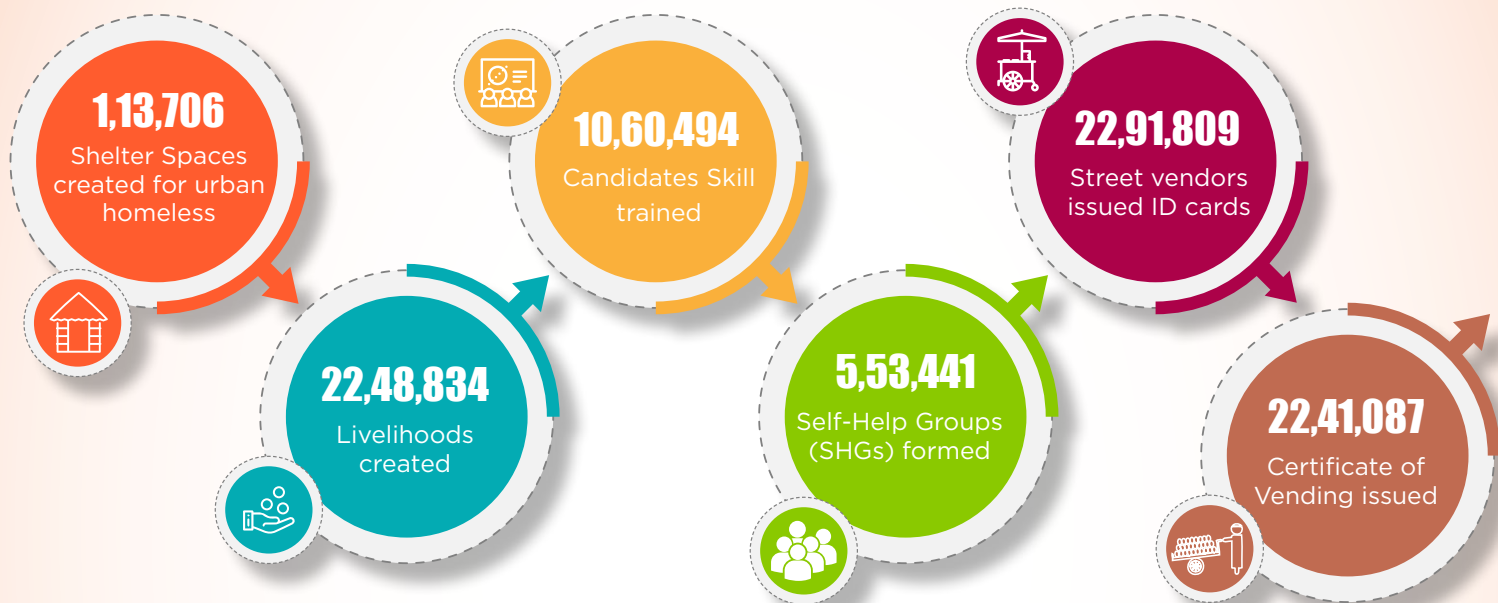 1,13,706
Shelter Spaces
created for urban
homeless
22,48,834
Livelihoods
created
10,60,494
Candidates Skill
trained
5,53,441
Self-Help Groups
(SHGs) formed
22,91,809
Street vendors
issued ID cards
22,41,087
Certificate of
Vending issued